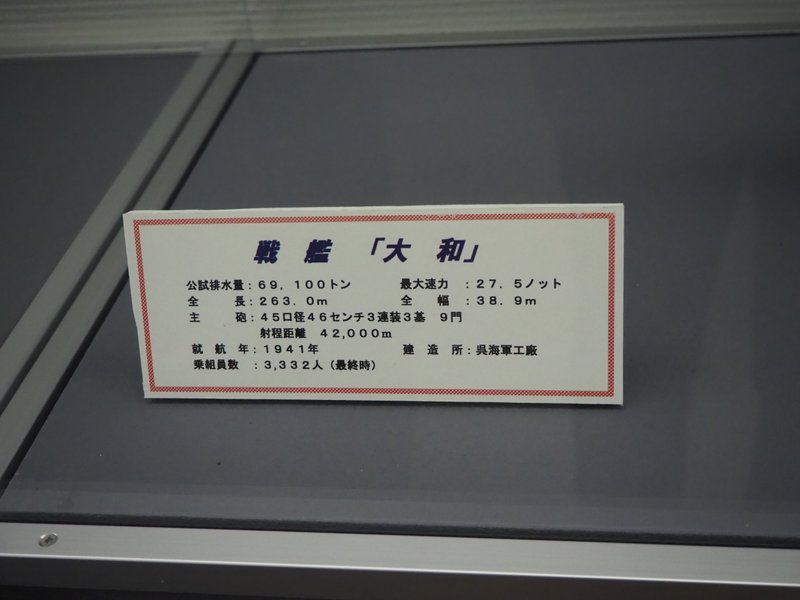 戦艦「大和」
公試排水量：６９，１００トン　最大速力　：２７．５ノット
全　　長：２６３．０ｍ　全　　幅　：３８．９ｍ
主　　砲：４５口径４６センチ３連装３基　９門
射程距離　４２,０００ｍ
就　航　年：１９４１年　建　造　所：呉海軍工廠
乗組員数　：３,３３２人（最終時）